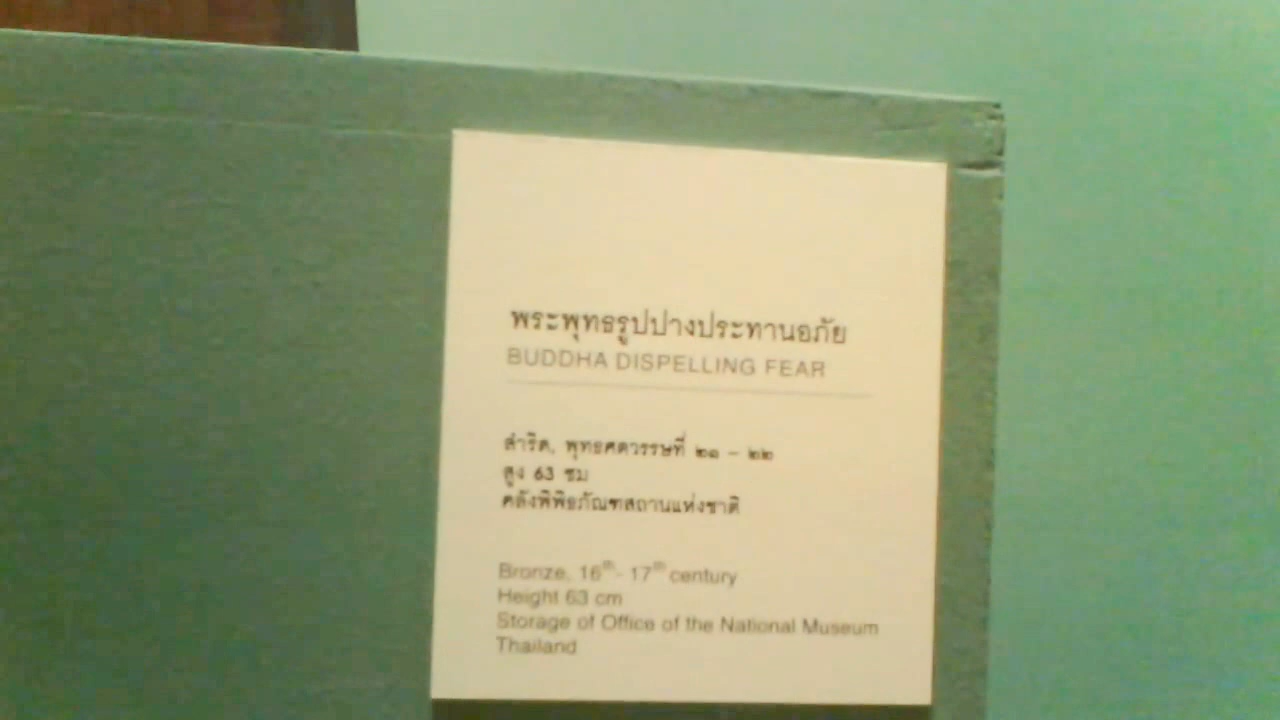 พระพุทธรูปปางประทานอภัย
BUDDHA DISPELLING FEAR
สำริด, พุทธศตวรรษที่ ๒๑ - ๒๒
สูง 63 ซม
คลังพิพิธภัณฑสถานแห่งชาติ
Bronze, 16th- 17th century
Height 63 cm
Storage of Office of the National Museum
Thailand